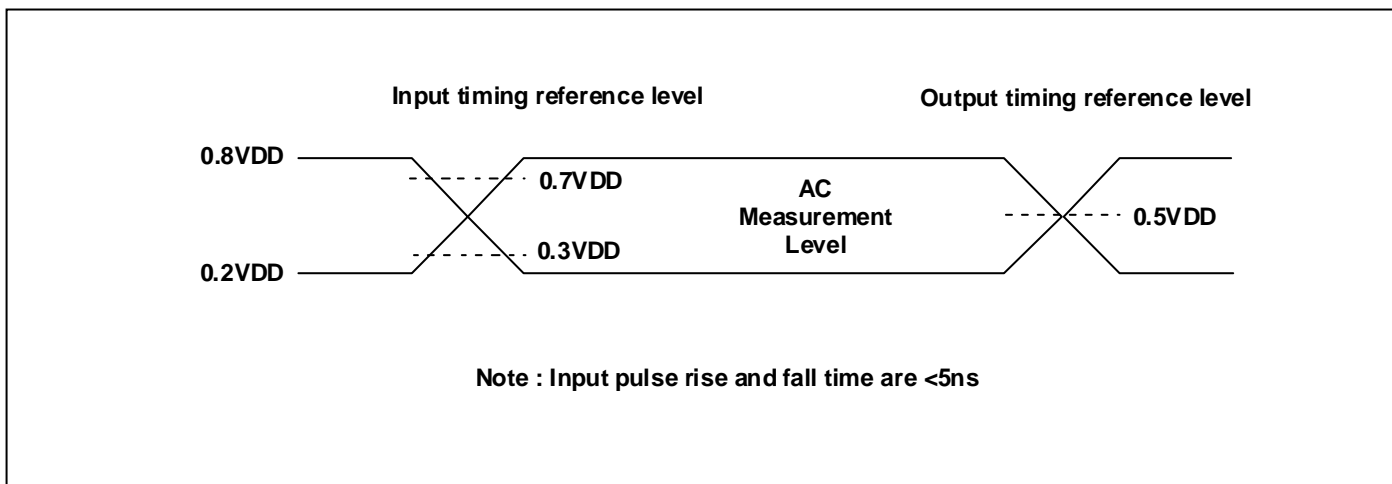 Input timing reference level
Output timing reference level
0.8VDD
0.7VDD
AC
Measurement
Level
0.5VDD
0.3VDD
0.2VDD
Note : Input pulse rise and fall time are <5ns